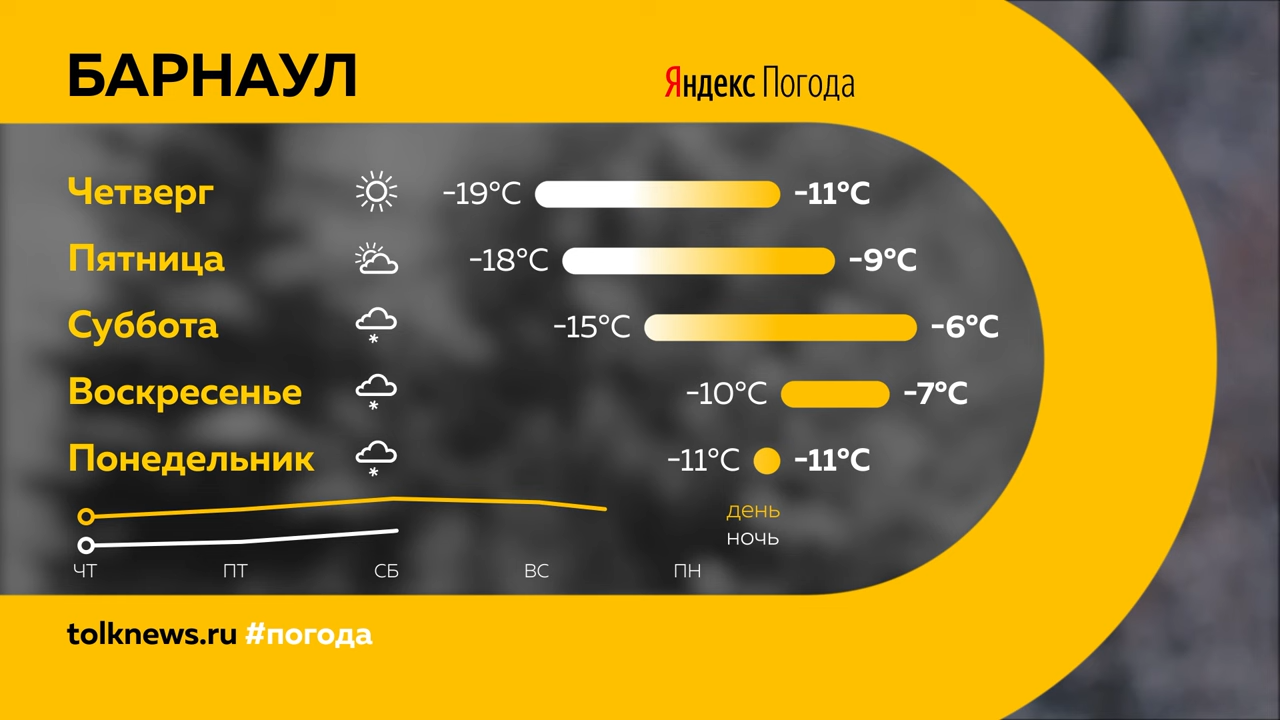 БАРНАУЛ
Яндекс Погода
Четверг -19°C -11°C
Пятница -18°C -9°C
Суббота -15°C -6°C
Воскресенье -10°C -7°C
Понедельник -11°C -11°C
день
ночь
ЧТ ПТ СБ ВС ПН
tolknews.ru #погода